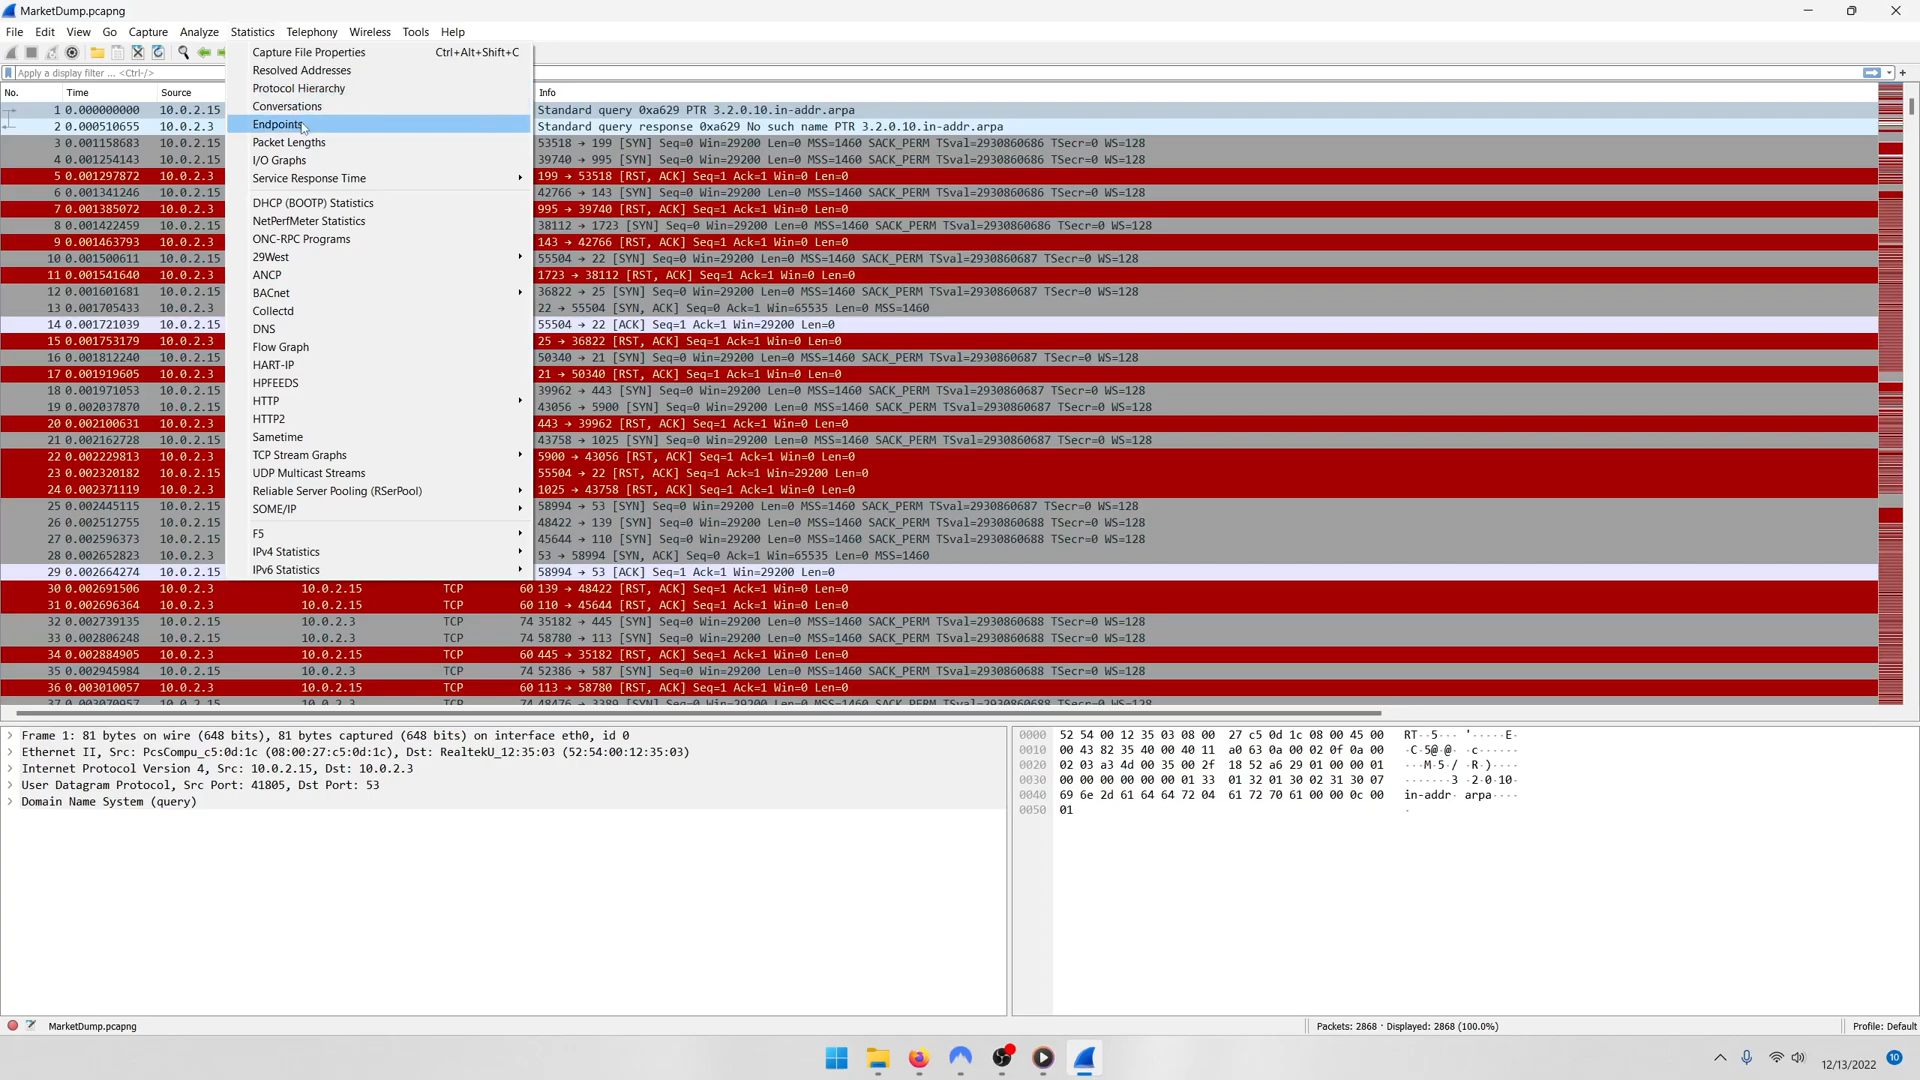 MarketDump.pcapng
File Edit View Go Capture Analyze Statistics Telephony Wireless Tools Help
Apply a display filter ... <Ctrl-/>
No. Time Source Info
Capture File Properties Ctrl+Alt+Shift+C
Resolved Addresses
Protocol Hierarchy
Conversations
Endpoints
Packet Lengths
I/O Graphs
Service Response Time
DHCP (BOOTP) Statistics
NetPerfMeter Statistics
ONC-RPC Programs
29West
ANCP
BACnet
Collectd
DNS
Flow Graph
HART-IP
HPFEEDS
HTTP
HTTP2
Sametime
TCP Stream Graphs
UDP Multicast Streams
Reliable Server Pooling (RSerPool)
SOME/IP
F5
IPv4 Statistics
IPv6 Statistics
1 0.000000000 10.0.2.15 Standard query 0xa629 PTR 3.2.0.10.in-addr.arpa
2 0.000510655 10.0.2.3 Standard query response 0xa629 No such name PTR 3.2.0.10.in-addr.arpa
3 0.001158683 10.0.2.15 53518 → 199 [SYN] Seq=0 Win=29200 Len=0 MSS=1460 SACK_PERM TSval=2930860686 TSecr=0 WS=128
4 0.001254143 10.0.2.15 39740 → 995 [SYN] Seq=0 Win=29200 Len=0 MSS=1460 SACK_PERM TSval=2930860686 TSecr=0 WS=128
5 0.001297872 10.0.2.3 199 → 53518 [RST, ACK] Seq=1 Ack=1 Win=0 Len=0
6 0.001341246 10.0.2.15 42766 → 143 [SYN] Seq=0 Win=29200 Len=0 MSS=1460 SACK_PERM TSval=2930860686 TSecr=0 WS=128
7 0.001385072 10.0.2.3 995 → 39740 [RST, ACK] Seq=1 Ack=1 Win=0 Len=0
8 0.001422459 10.0.2.15 38112 → 1723 [SYN] Seq=0 Win=29200 Len=0 MSS=1460 SACK_PERM TSval=2930860686 TSecr=0 WS=128
9 0.001463793 10.0.2.3 143 → 42766 [RST, ACK] Seq=1 Ack=1 Win=0 Len=0
10 0.001500611 10.0.2.15 55504 → 22 [SYN] Seq=0 Win=29200 Len=0 MSS=1460 SACK_PERM TSval=2930860687 TSecr=0 WS=128
11 0.001541640 10.0.2.3 1723 → 38112 [RST, ACK] Seq=1 Ack=1 Win=0 Len=0
12 0.001601681 10.0.2.15 36822 → 25 [SYN] Seq=0 Win=29200 Len=0 MSS=1460 SACK_PERM TSval=2930860687 TSecr=0 WS=128
13 0.001705433 10.0.2.3 22 → 55504 [SYN, ACK] Seq=0 Ack=1 Win=65535 Len=0 MSS=1460
14 0.001721039 10.0.2.15 55504 → 22 [ACK] Seq=1 Ack=1 Win=29200 Len=0
15 0.001753179 10.0.2.3 25 → 36822 [RST, ACK] Seq=1 Ack=1 Win=0 Len=0
16 0.001812240 10.0.2.15 50340 → 21 [SYN] Seq=0 Win=29200 Len=0 MSS=1460 SACK_PERM TSval=2930860687 TSecr=0 WS=128
17 0.001919605 10.0.2.3 21 → 50340 [RST, ACK] Seq=1 Ack=1 Win=0 Len=0
18 0.001971053 10.0.2.15 39962 → 443 [SYN] Seq=0 Win=29200 Len=0 MSS=1460 SACK_PERM TSval=2930860687 TSecr=0 WS=128
19 0.002037870 10.0.2.15 43056 → 5900 [SYN] Seq=0 Win=29200 Len=0 MSS=1460 SACK_PERM TSval=2930860687 TSecr=0 WS=128
20 0.002100631 10.0.2.3 443 → 39962 [RST, ACK] Seq=1 Ack=1 Win=0 Len=0
21 0.002162728 10.0.2.15 43758 → 1025 [SYN] Seq=0 Win=29200 Len=0 MSS=1460 SACK_PERM TSval=2930860687 TSecr=0 WS=128
22 0.002229813 10.0.2.3 5900 → 43056 [RST, ACK] Seq=1 Ack=1 Win=0 Len=0
23 0.002320182 10.0.2.15 55504 → 22 [RST, ACK] Seq=1 Ack=1 Win=29200 Len=0
24 0.002371119 10.0.2.3 1025 → 43758 [RST, ACK] Seq=1 Ack=1 Win=0 Len=0
25 0.002445115 10.0.2.15 58994 → 53 [SYN] Seq=0 Win=29200 Len=0 MSS=1460 SACK_PERM TSval=2930860687 TSecr=0 WS=128
26 0.002512755 10.0.2.15 48422 → 139 [SYN] Seq=0 Win=29200 Len=0 MSS=1460 SACK_PERM TSval=2930860688 TSecr=0 WS=128
27 0.002596373 10.0.2.15 45644 → 110 [SYN] Seq=0 Win=29200 Len=0 MSS=1460 SACK_PERM TSval=2930860688 TSecr=0 WS=128
28 0.002652823 10.0.2.3 53 → 58994 [SYN, ACK] Seq=0 Ack=1 Win=65535 Len=0 MSS=1460
29 0.002664274 10.0.2.15 58994 → 53 [ACK] Seq=1 Ack=1 Win=29200 Len=0
30 0.002691506 10.0.2.3 10.0.2.15 TCP 60 139 → 48422 [RST, ACK] Seq=1 Ack=1 Win=0 Len=0
31 0.002696364 10.0.2.3 10.0.2.15 TCP 60 110 → 45644 [RST, ACK] Seq=1 Ack=1 Win=0 Len=0
32 0.002739135 10.0.2.15 10.0.2.3 TCP 74 35182 → 445 [SYN] Seq=0 Win=29200 Len=0 MSS=1460 SACK_PERM TSval=2930860688 TSecr=0 WS=128
33 0.002806248 10.0.2.15 10.0.2.3 TCP 74 58780 → 113 [SYN] Seq=0 Win=29200 Len=0 MSS=1460 SACK_PERM TSval=2930860688 TSecr=0 WS=128
34 0.002884905 10.0.2.3 10.0.2.15 TCP 60 445 → 35182 [RST, ACK] Seq=1 Ack=1 Win=0 Len=0
35 0.002945984 10.0.2.15 10.0.2.3 TCP 74 52386 → 587 [SYN] Seq=0 Win=29200 Len=0 MSS=1460 SACK_PERM TSval=2930860688 TSecr=0 WS=128
36 0.003010057 10.0.2.3 10.0.2.15 TCP 60 113 → 58780 [RST, ACK] Seq=1 Ack=1 Win=0 Len=0
37 0.003070957 10.0.2.15 10.0.2.3 TCP 74 48476 → 3389 [SYN] Seq=0 Win=29200 Len=0 MSS=1460 SACK_PERM TSval=2930860688 TSecr=0 WS=128
Frame 1: 81 bytes on wire (648 bits), 81 bytes captured (648 bits) on interface eth0, id 0
Ethernet II, Src: PcsCompu_c5:0d:1c (08:00:27:c5:0d:1c), Dst: RealtekU_12:35:03 (52:54:00:12:35:03)
Internet Protocol Version 4, Src: 10.0.2.15, Dst: 10.0.2.3
User Datagram Protocol, Src Port: 41805, Dst Port: 53
Domain Name System (query)
0000 52 54 00 12 35 03 08 00 27 c5 0d 1c 08 00 45 00 RT··5···'·····E·
0010 00 43 82 35 40 00 40 11 a0 63 0a 00 02 0f 0a 00 ·C·5@·@··c······
0020 02 03 a3 4d 00 35 00 2f 18 52 a6 29 01 00 00 01 ···M·5·/·R·)····
0030 00 00 00 00 00 00 01 33 01 32 01 30 02 31 30 07 ·······3·2·0·10·
0040 69 6e 2d 61 64 64 72 04 61 72 70 61 00 00 0c 00 in-addr·arpa····
0050 01 ·
MarketDump.pcapng Packets: 2868 · Displayed: 2868 (100.0%) Profile: Default
12/13/2022 10